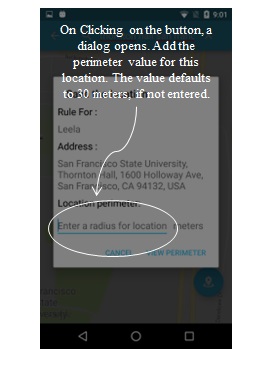 9:01
On Clicking on the button, a
dialog opens. Add the
perimeter value for this
location. The value defaults
to 30 meters, if not entered.
Rule For :
Leela
Address :
San Francisco State University,
Thornton Hall, 1600 Holloway Ave,
San Francisco, CA 94132, USA
Location perimeter
Enter a radius for location meters
CANCEL VIEW PERIMETER